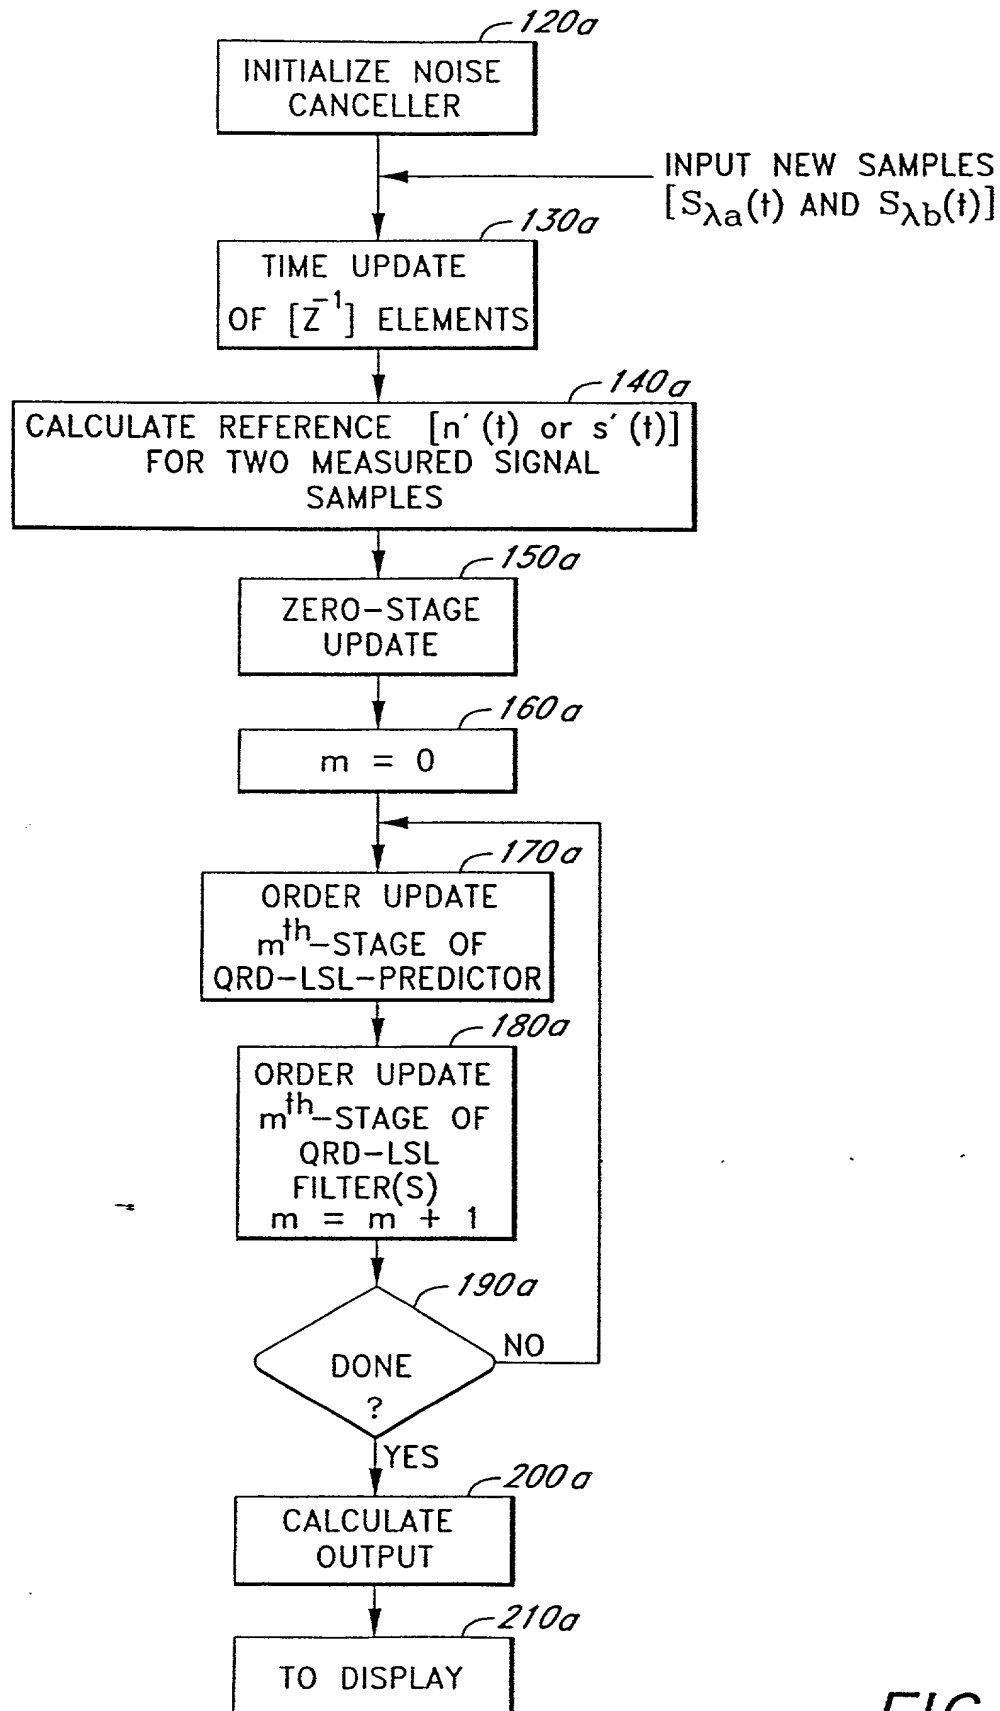 120a
INITIALIZE NOISE
CANCELLER
INPUT NEW SAMPLES
[Sλa(t) AND Sλb(t)]
130a
TIME UPDATE
OF [Z⁻¹] ELEMENTS
140a
CALCULATE REFERENCE [n′(t) or s′(t)]
FOR TWO MEASURED SIGNAL
SAMPLES
150a
ZERO-STAGE
UPDATE
160a
m = 0
170a
ORDER UPDATE
mth-STAGE OF
QRD-LSL-PREDICTOR
180a
ORDER UPDATE
mth-STAGE OF
QRD-LSL
FILTER(S)
m = m + 1
190a
DONE
?
NO
YES
200a
CALCULATE
OUTPUT
210a
TO DISPLAY